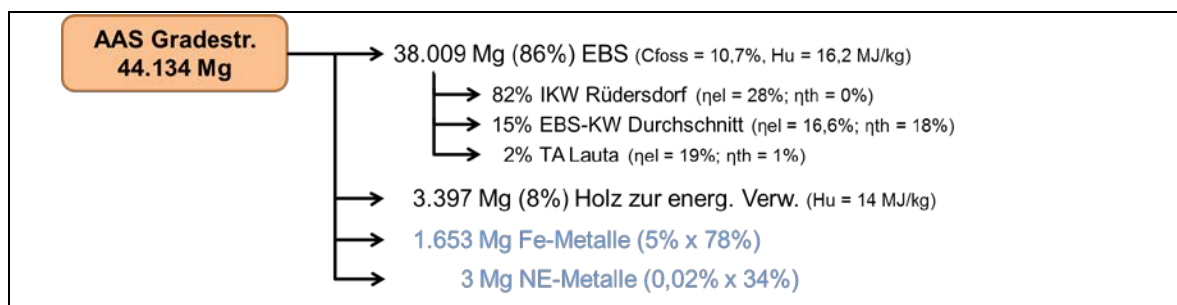 AAS Gradestr.
44.134 Mg
38.009 Mg (86%) EBS (Cfoss = 10,7%, Hu = 16,2 MJ/kg)
82% IKW Rüdersdorf (ηel = 28%; ηth = 0%)
15% EBS-KW Durchschnitt (ηel = 16,6%; ηth = 18%)
2% TA Lauta (ηel = 19%; ηth = 1%)
3.397 Mg (8%) Holz zur energ. Verw. (Hu = 14 MJ/kg)
1.653 Mg Fe-Metalle (5% x 78%)
3 Mg NE-Metalle (0,02% x 34%)